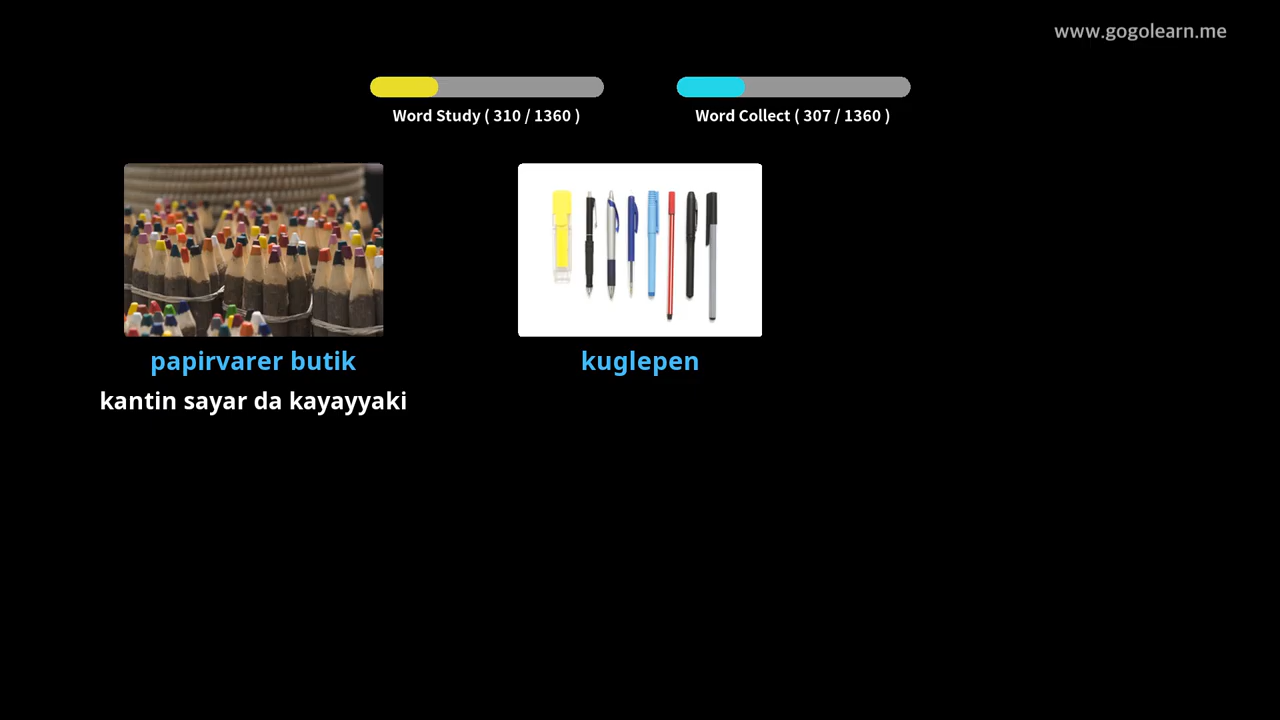 www.gogolearn.me
Word Study ( 310 / 1360 )
Word Collect ( 307 / 1360 )
papirvarer butik
kantin sayar da kayayyaki
kuglepen